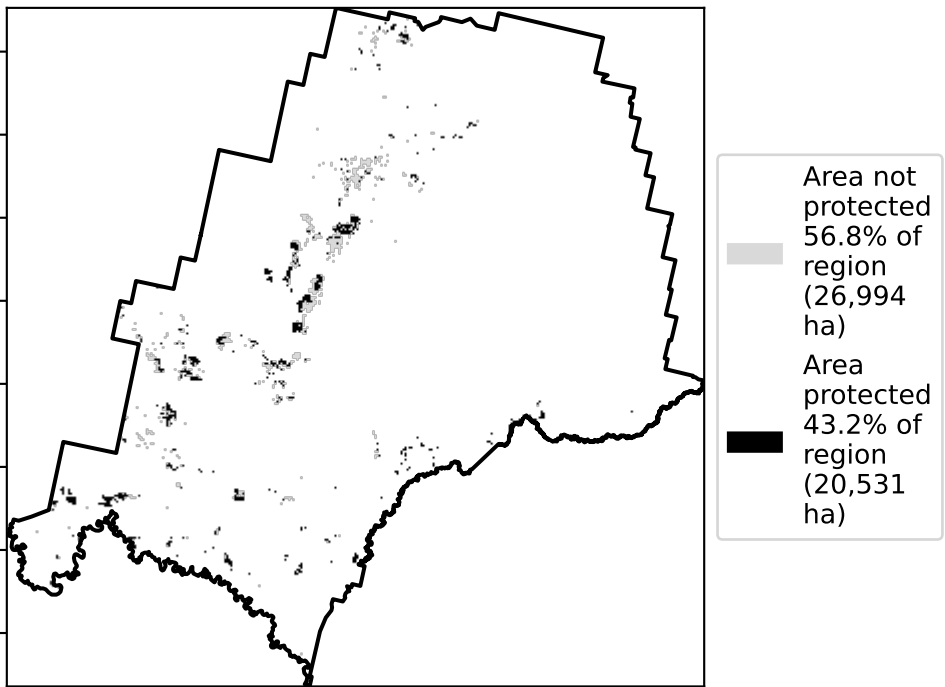 Area not
protected
56.8% of
region
(26,994
ha)
Area
protected
43.2% of
region
(20,531
ha)